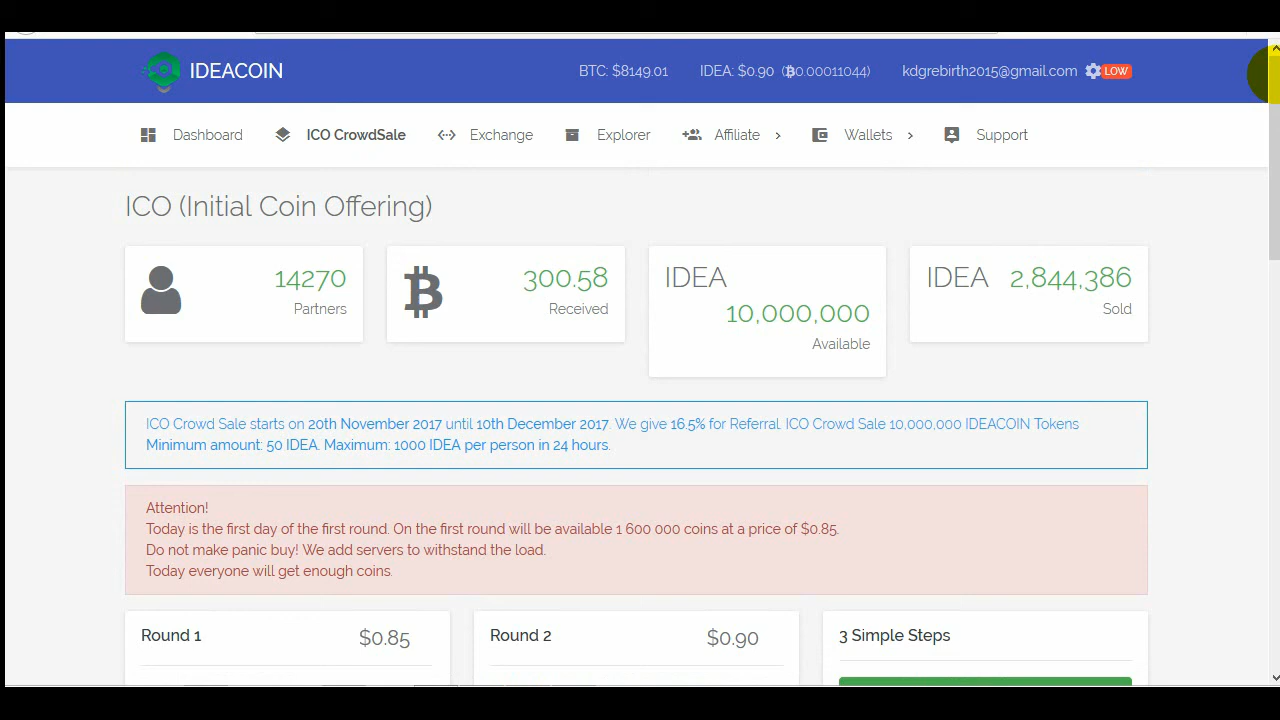 IDEACOIN
BTC: $8149.01 IDEA: $0.90 (₿0.00011044) kdgrebirth2015@gmail.com LOW
Dashboard ICO CrowdSale Exchange Explorer Affiliate Wallets Support
ICO (Initial Coin Offering)
14270
Partners
300.58
Received
IDEA
10,000,000
Available
IDEA 2,844,386
Sold
ICO Crowd Sale starts on 20th November 2017 until 10th December 2017. We give 16.5% for Referral. ICO Crowd Sale 10,000,000 IDEACOIN Tokens
Minimum amount: 50 IDEA. Maximum: 1000 IDEA per person in 24 hours.
Attention!
Today is the first day of the first round. On the first round will be available 1 600 000 coins at a price of $0.85.
Do not make panic buy! We add servers to withstand the load.
Today everyone will get enough coins.
Round 1 $0.85
Round 2 $0.90
3 Simple Steps